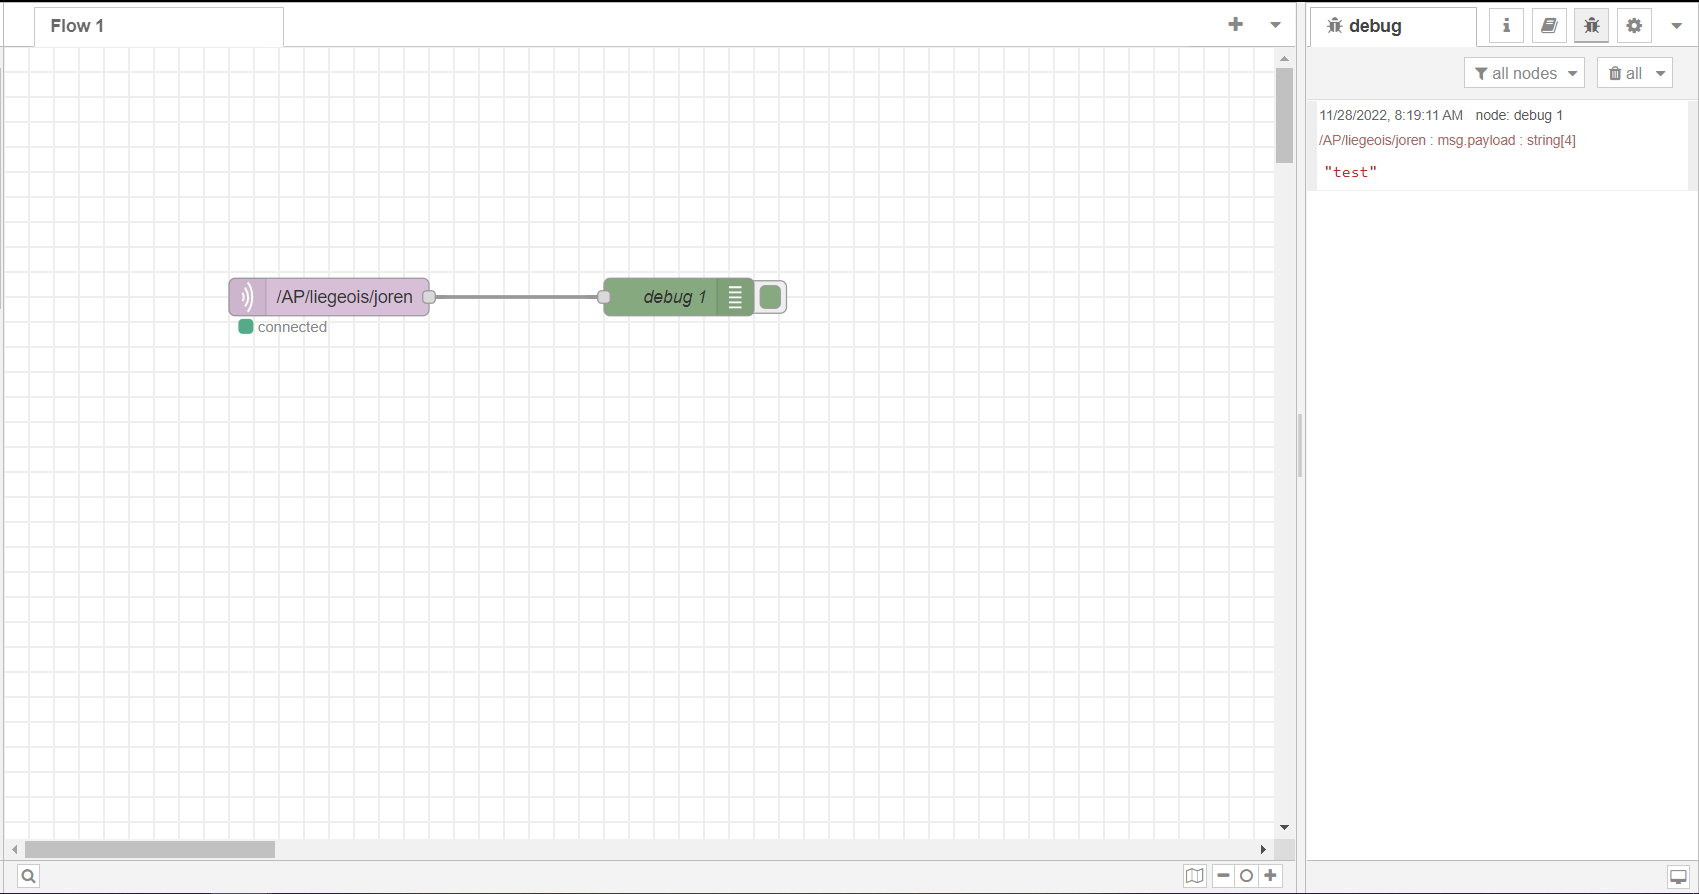 Flow 1
/AP/liegeois/joren
connected
debug 1
debug
i
all nodes
all
11/28/2022, 8:19:11 AM node: debug 1
/AP/liegeois/joren : msg.payload : string[4]
"test"